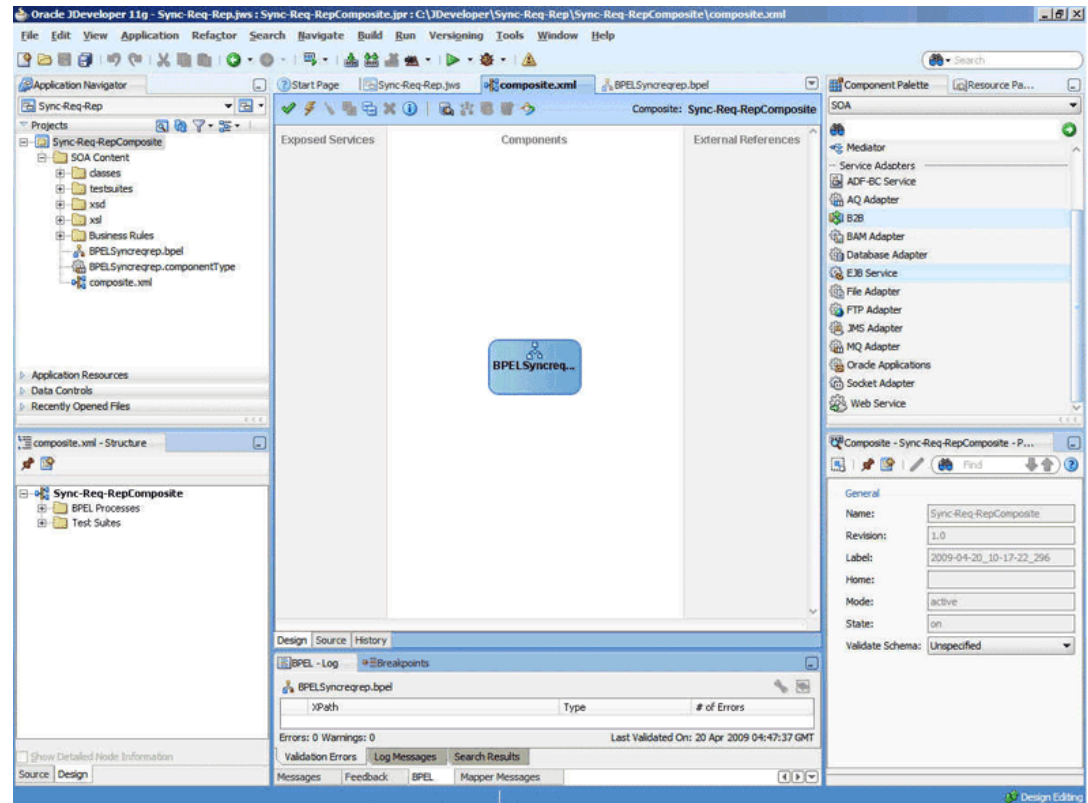 Oracle JDeveloper 11g - Sync-Req-Rep.jws : Sync-Req-RepComposite.jpr : C:\JDeveloper\Sync-Req-Rep\Sync-Req-RepComposite\composite.xml
File Edit View Application Refactor Search Navigate Build Run Versioning Tools Window Help
Search
Application Navigator
Sync-Req-Rep
Projects
Sync-Req-RepComposite
SOA Content
classes
testsuites
xsd
xsl
Business Rules
BPELSyncreqrep.bpel
BPELSyncreqrep.componentType
composite.xml
Application Resources
Data Controls
Recently Opened Files
composite.xml - Structure
Sync-Req-RepComposite
BPEL Processes
Test Suites
Show Detailed Node Information
Source Design
Start Page Sync-Req-Rep.jws composite.xml BPELSyncreqrep.bpel
Composite: Sync-Req-RepComposite
Exposed Services Components External References
BPELSyncreq...
Design Source History
BPEL - Log Breakpoints
BPELSyncreqrep.bpel
XPath Type # of Errors
Errors: 0 Warnings: 0 Last Validated On: 20 Apr 2009 04:47:37 GMT
Validation Errors Log Messages Search Results
Messages Feedback BPEL Mapper Messages
Component Palette Resource Pa...
SOA
Mediator
Service Adapters
ADF-BC Service
AQ Adapter
B2B
BAM Adapter
Database Adapter
EJB Service
File Adapter
FTP Adapter
JMS Adapter
MQ Adapter
Oracle Applications
Socket Adapter
Web Service
Composite - Sync-Req-RepComposite - P...
Find
General
Name: Sync-Req-RepComposite
Revision: 1.0
Label: 2009-04-20_10-17-22_296
Home:
Mode: active
State: on
Validate Schema: Unspecified
Design Editing